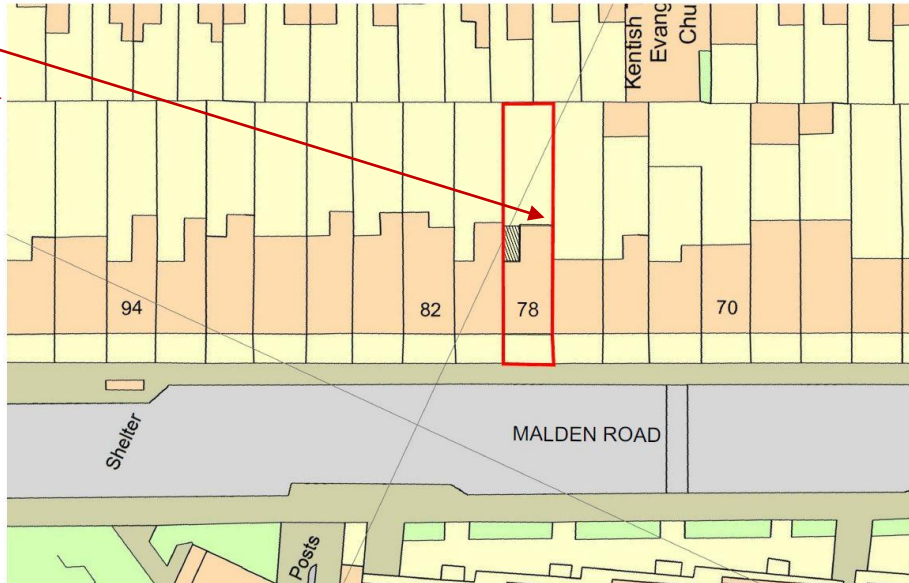 Kentish
Evang
Chu
94
82
78
70
Shelter
MALDEN ROAD
Posts